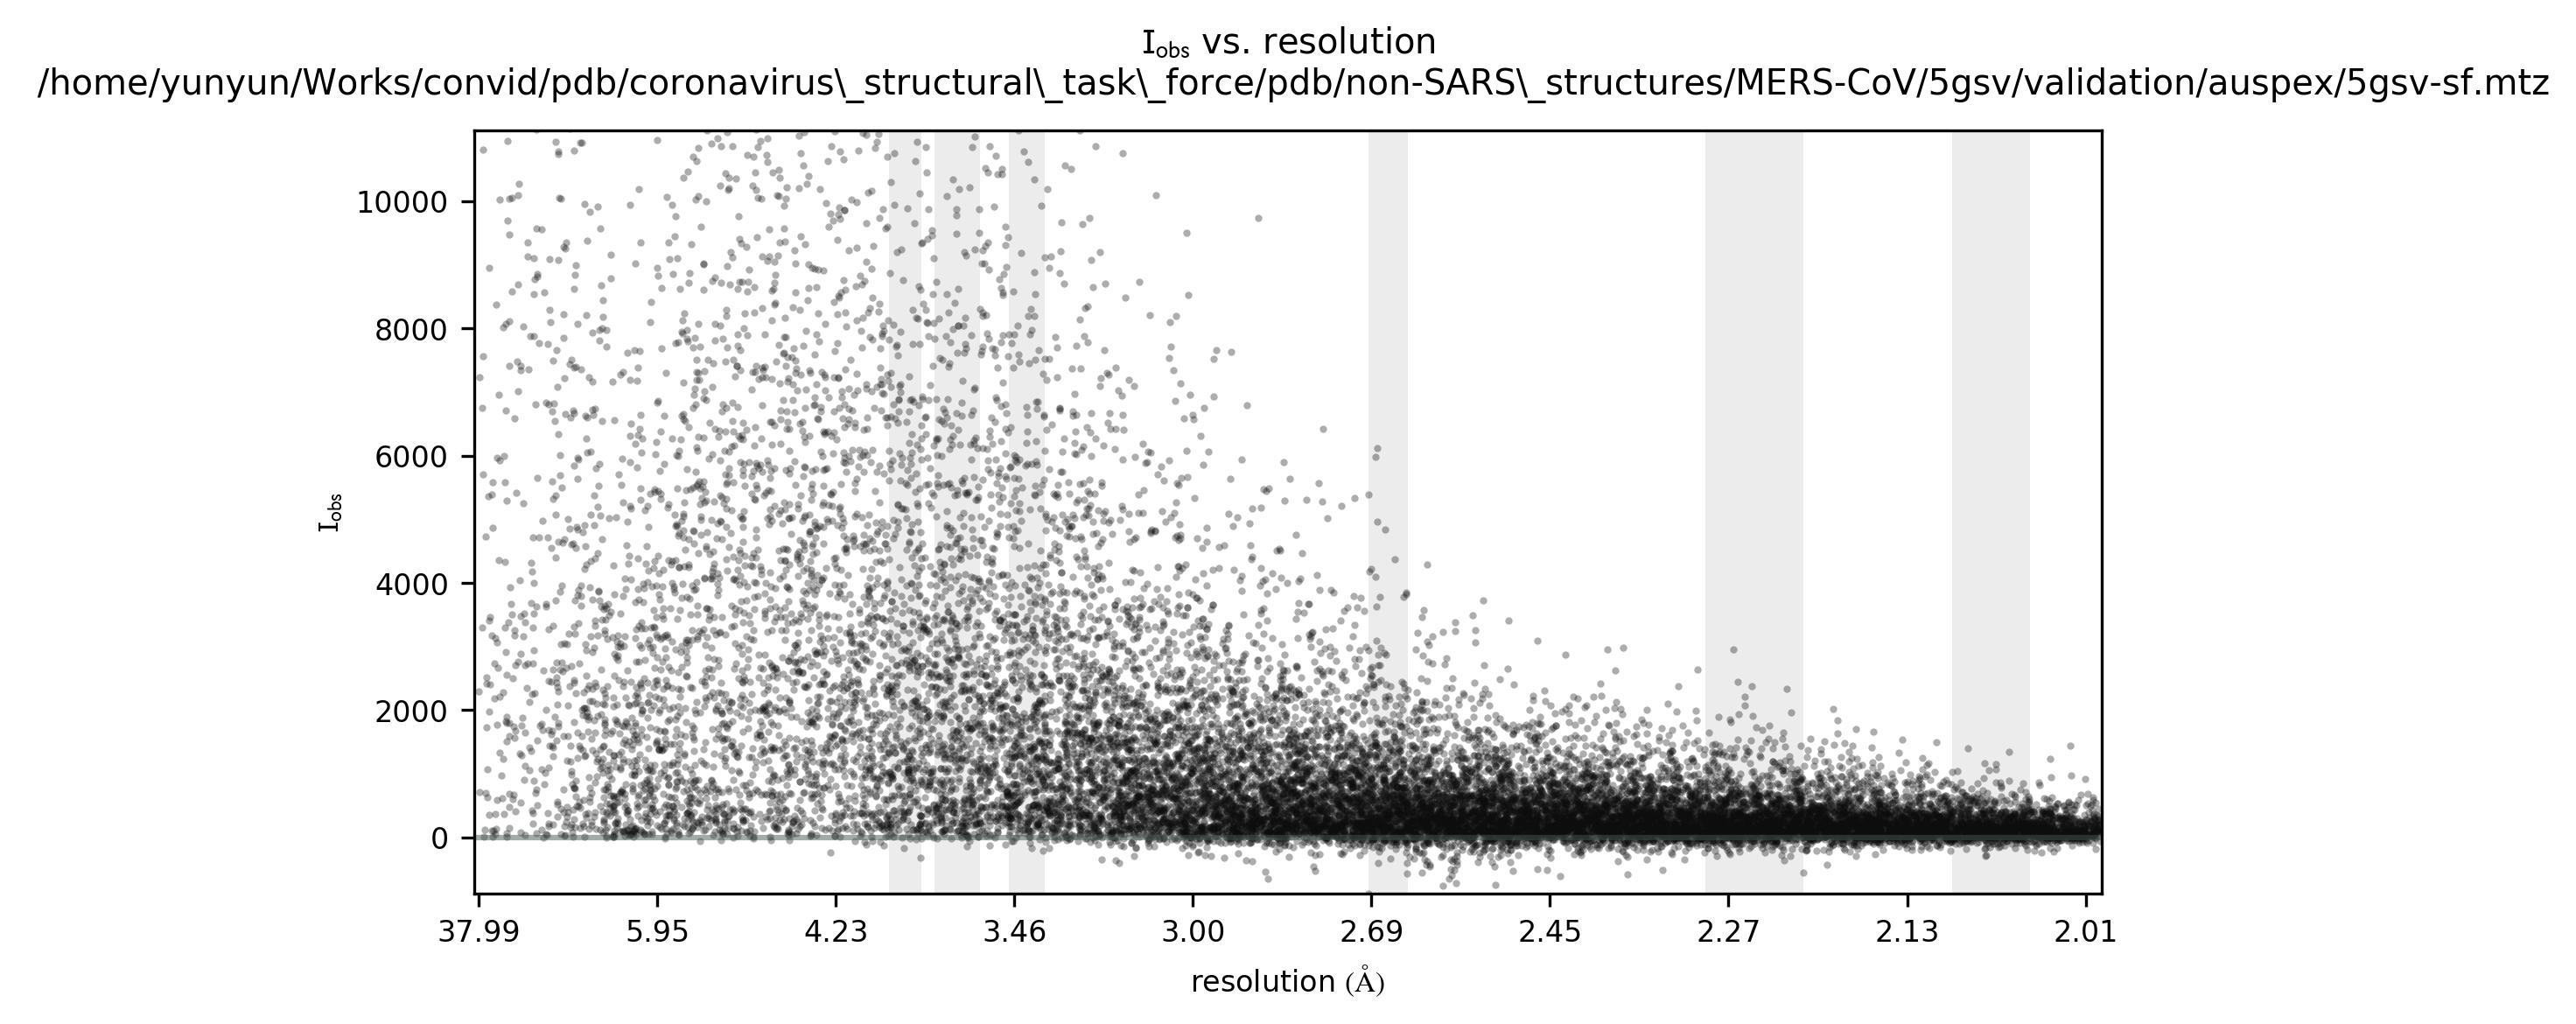 I_obs vs. resolution
/home/yunyun/Works/convid/pdb/coronavirus\_structural\_task\_force/pdb/non-SARS\_structures/MERS-CoV/5gsv/validation/auspex/5gsv-sf.mtz
10000
8000
6000
4000
2000
0
I_obs
37.99 5.95 4.23 3.46 3.00 2.69 2.45 2.27 2.13 2.01
resolution (Å)